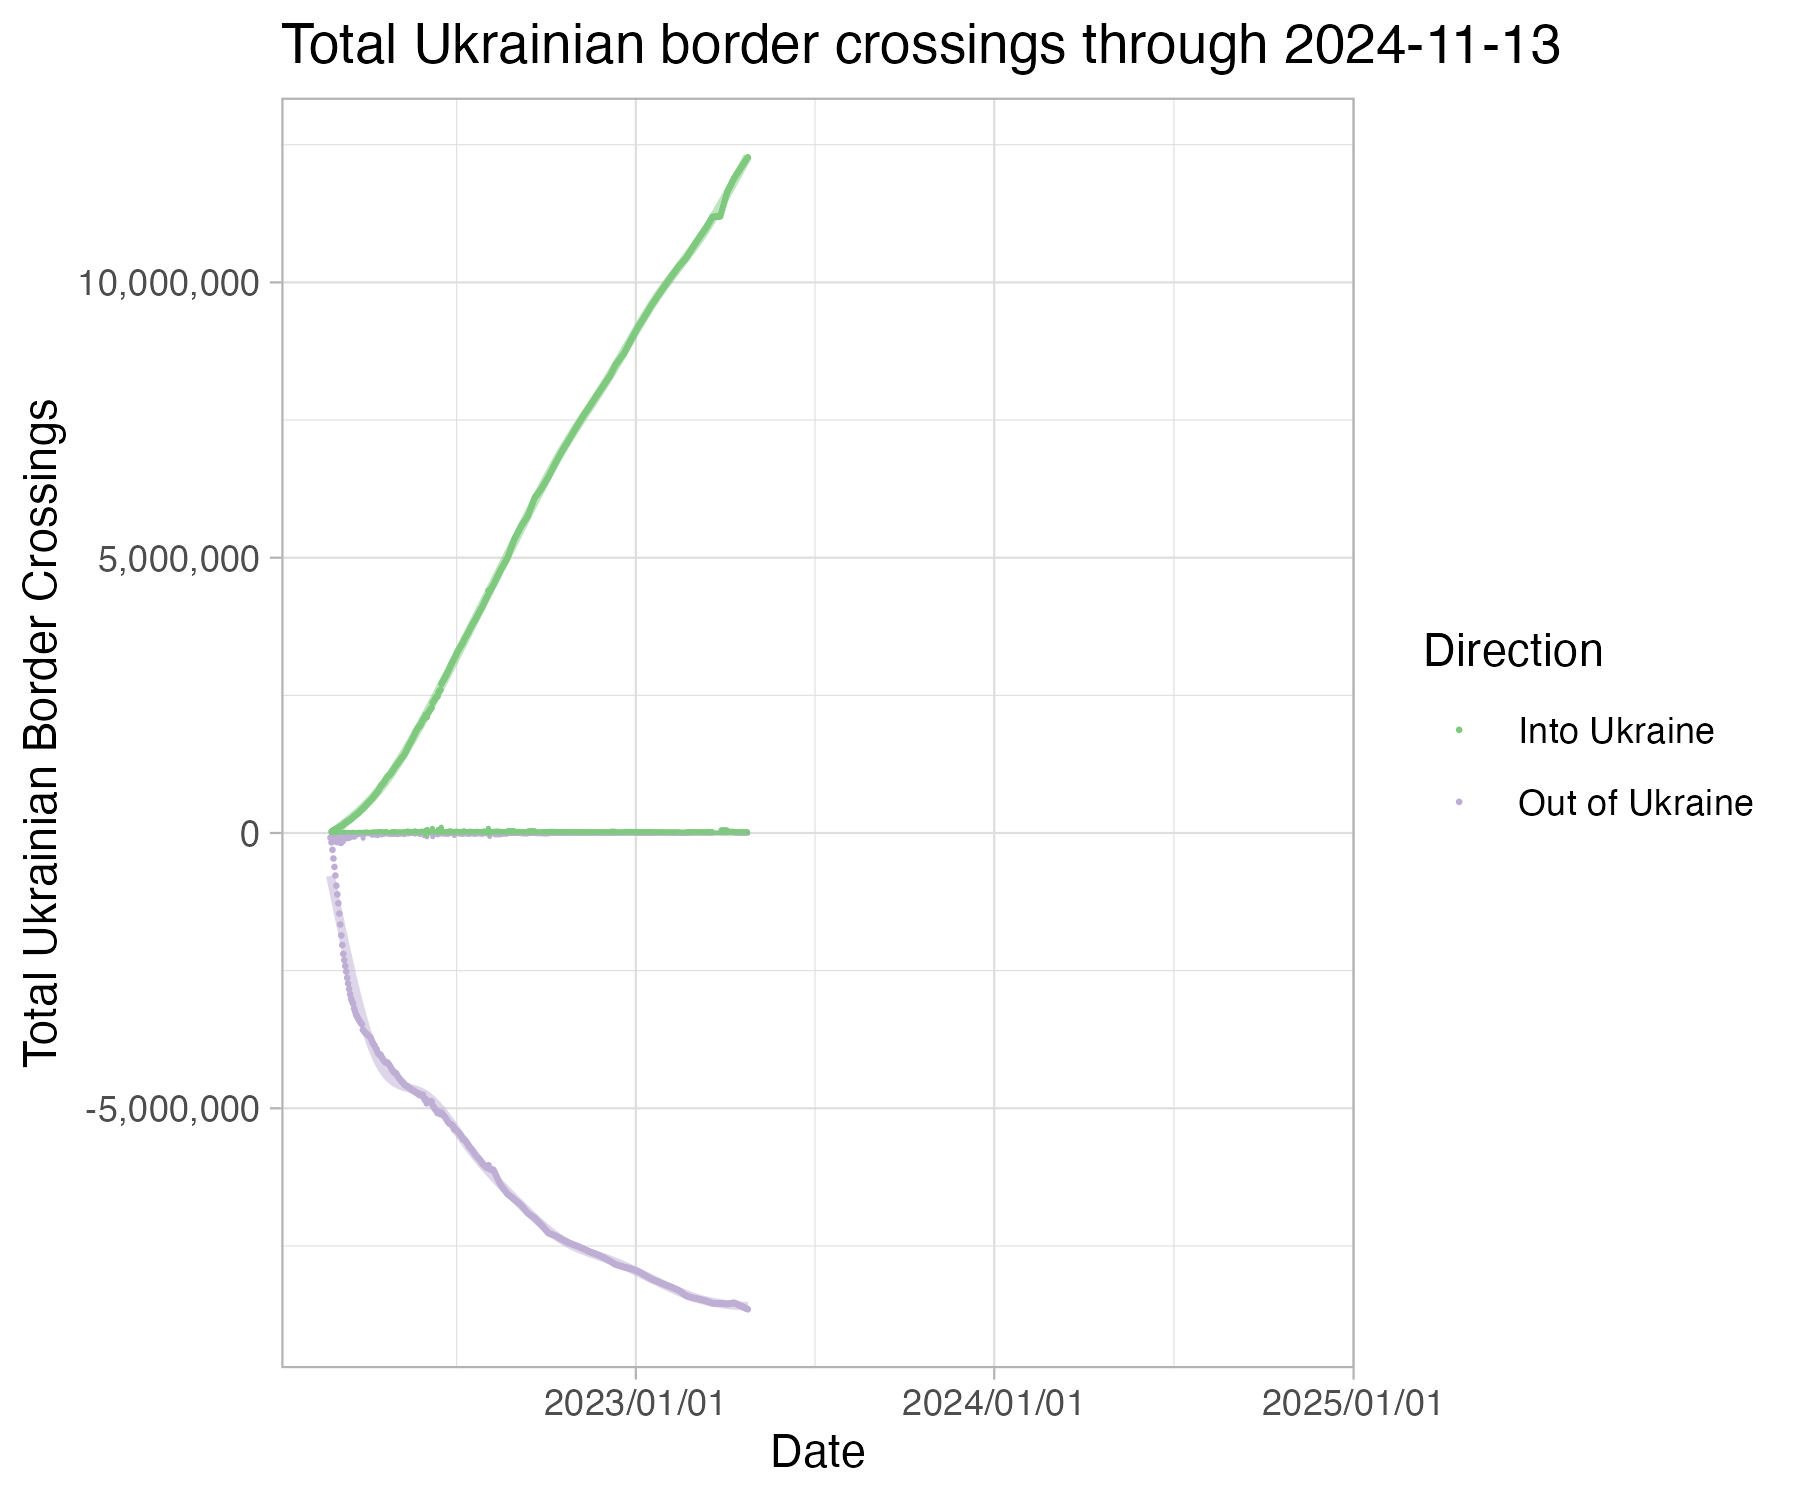 Total Ukrainian border crossings through 2024-11-13
Total Ukrainian Border Crossings
10,000,000
5,000,000
0
-5,000,000
2023/01/01
2024/01/01
2025/01/01
Date
Direction
Into Ukraine
Out of Ukraine